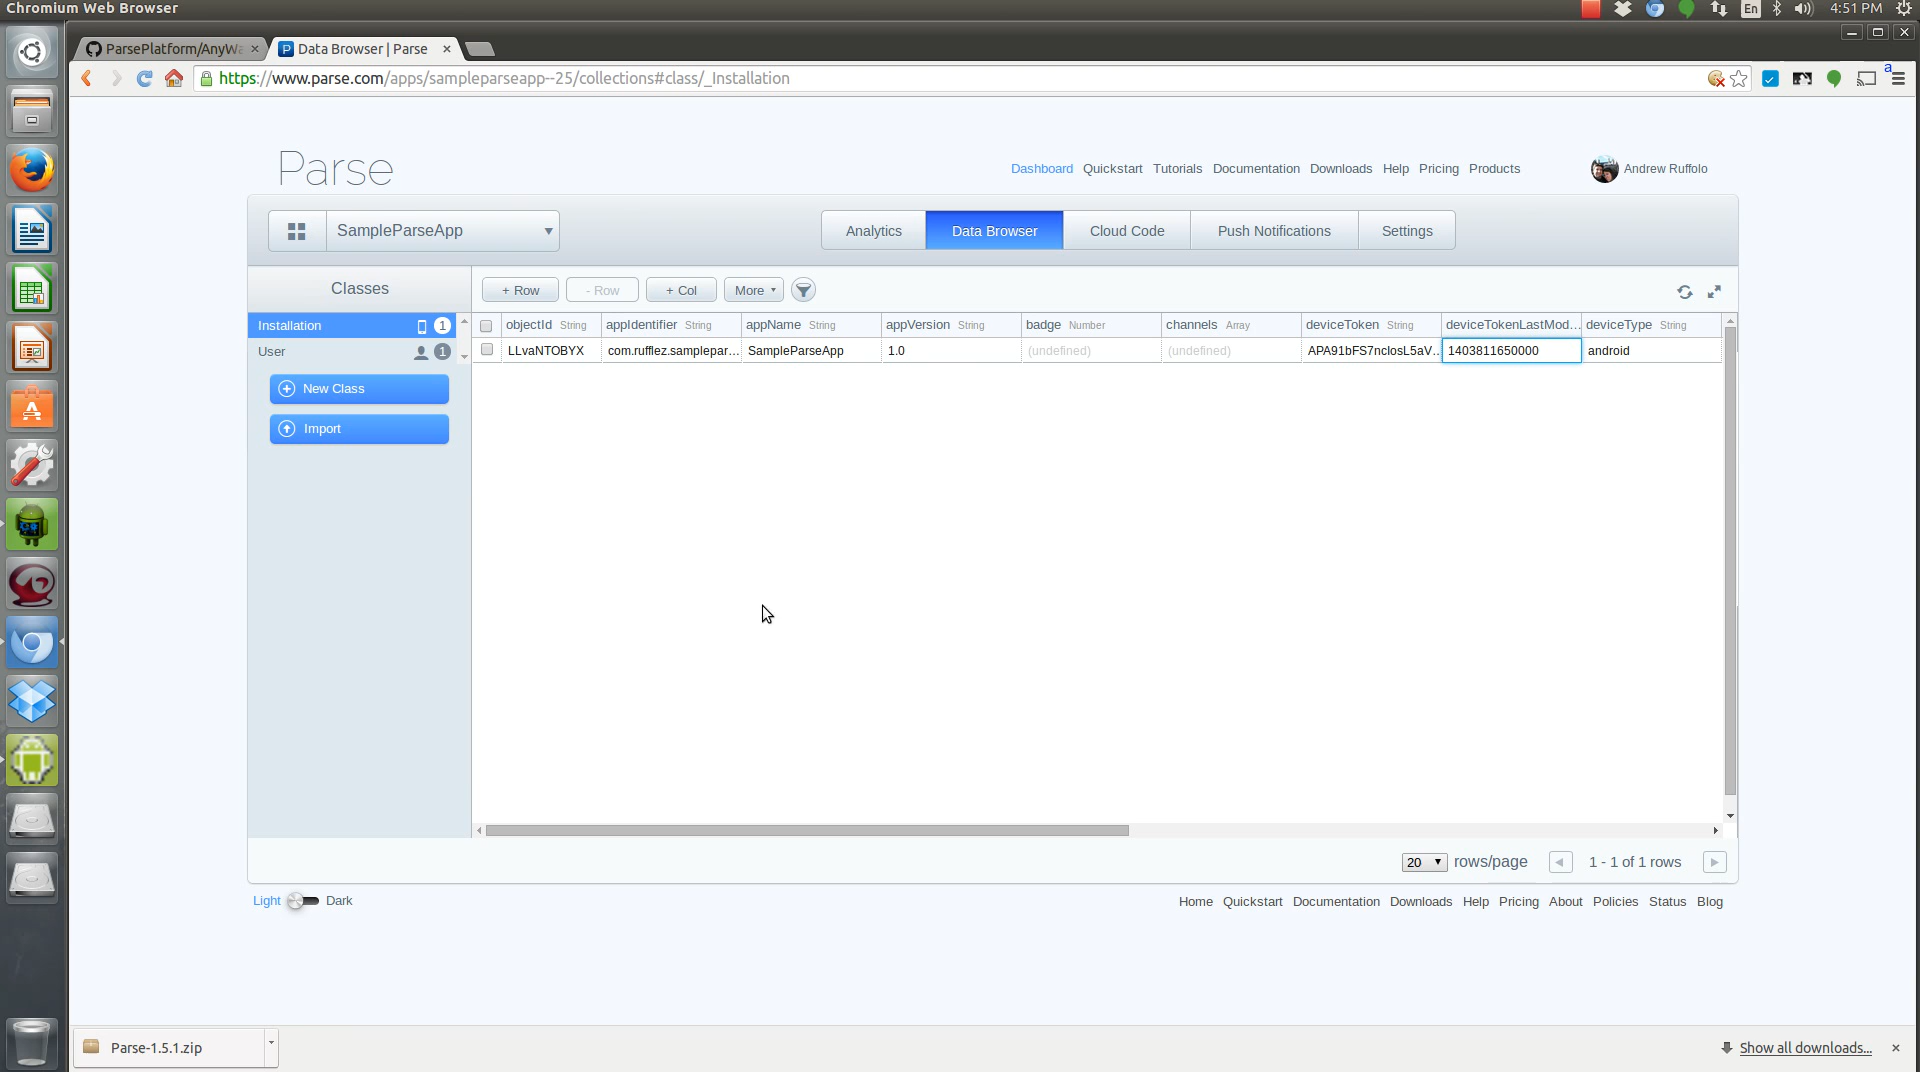 Chromium Web Browser
En
4:51 PM
ParsePlatform/AnyWa
Data Browser | Parse
https://www.parse.com/apps/sampleparseapp--25/collections#class/_Installation
a
Parse
Dashboard Quickstart Tutorials Documentation Downloads Help Pricing Products
Andrew Ruffolo
SampleParseApp
Analytics
Data Browser
Cloud Code
Push Notifications
Settings
Classes
+ Row
- Row
+ Col
More
Installation 1
User 1
New Class
Import
objectId String appIdentifier String appName String appVersion String badge Number channels Array deviceToken String deviceTokenLastMod... deviceType String
LLvaNTOBYX com.rufflez.samplepar... SampleParseApp 1.0 (undefined) (undefined) APA91bFS7nclosL5aV... 1403811650000 android
20 rows/page 1 - 1 of 1 rows
Light Dark
Home Quickstart Documentation Downloads Help Pricing About Policies Status Blog
Parse-1.5.1.zip
Show all downloads...